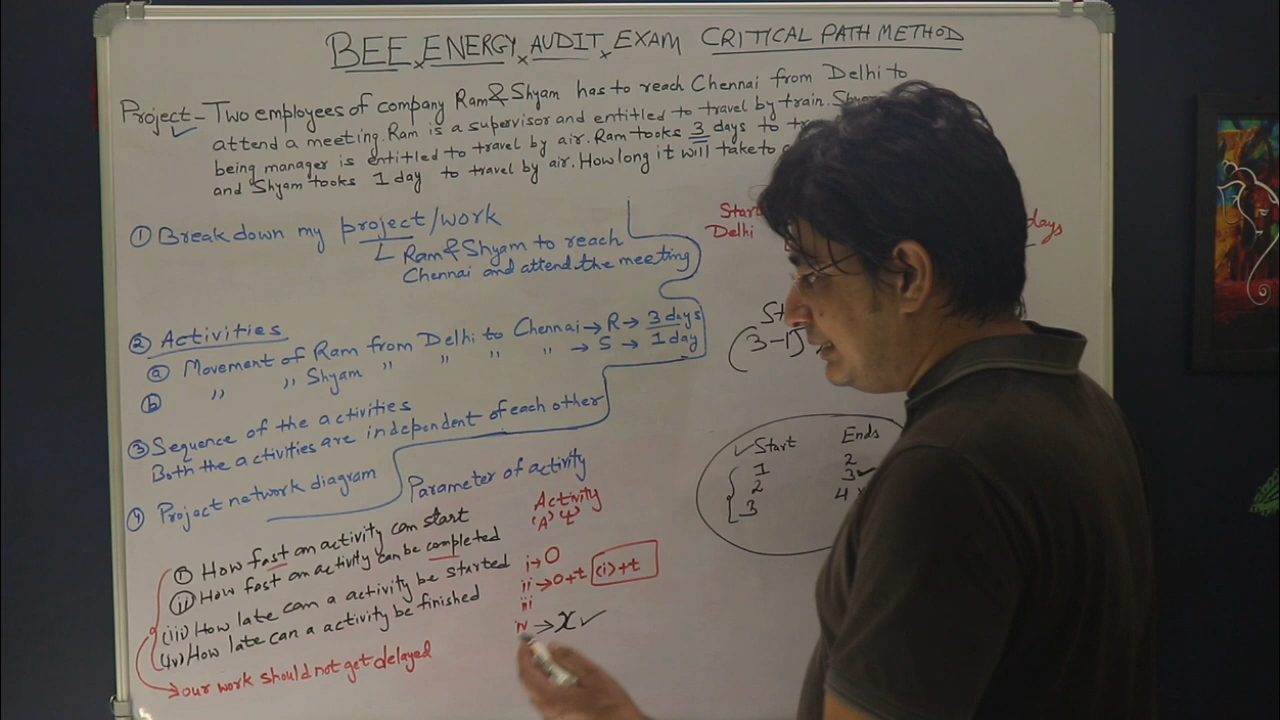 BEE ENERGY AUDIT EXAM CRITICAL PATH METHOD
Project - Two employees of company Ram & Shyam has to reach Chennai from Delhi to
attend a meeting. Ram is a supervisor and entitled to travel by train.
being manager is entitled to travel by air. Ram tooks 3 days to
and Shyam tooks 1 day to travel by air. How long it will take to
① Break down my project/work
Ram & Shyam to reach
Chennai and attend the meeting
② Activities
ⓐ Movement of Ram from Delhi to Chennai → R → 3 days
ⓑ " " Shyam " " " " → S → 1 day
③ Sequence of the activities
Both the activities are independent of each other
④ Project network diagram
Parameter of activity
(i) How fast an activity can start
(ii) How fast an activity can be completed
(iii) How late can a activity be started
(iv) How late can a activity be finished
our work should not get delayed
Activity
'A' 't'
i → 0
ii → 0+t (i)+t
iii
iv → x ✓
Start
Delhi
days
(3-1)
Start Ends
1 2
2 3 ✓
3 4